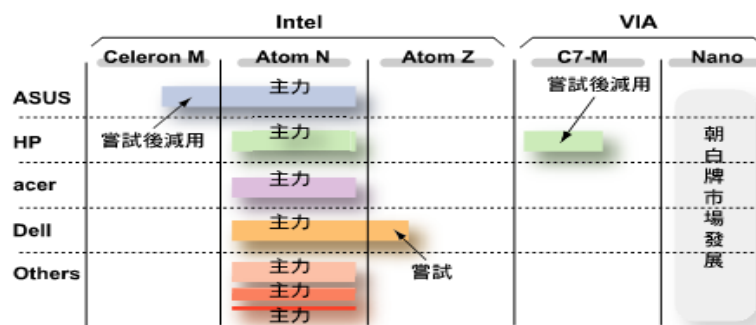 Intel
VIA
Celeron M
Atom N
Atom Z
C7-M
Nano
ASUS
主力
嘗試後減用
HP
主力
嘗試後減用
acer
主力
Dell
主力
嘗試
Others
主力
主力
主力
朝白牌市場發展